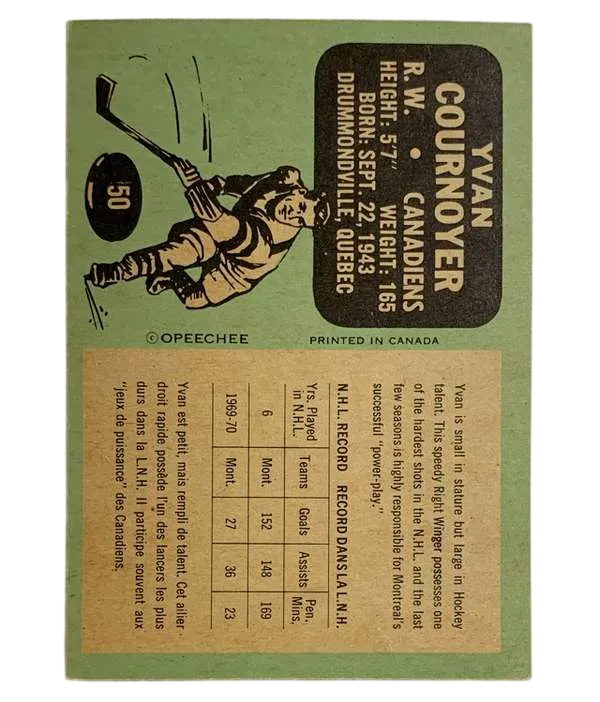 YVAN
COURNOYER
R.W. • CANADIENS
HEIGHT: 5'7" WEIGHT: 165
BORN: SEPT. 22, 1943
DRUMMONDVILLE, QUEBEC
50
©OPEECHEE PRINTED IN CANADA
Yvan is small in stature but large in Hockey
talent. This speedy Right Winger possesses one
of the hardest shots in the N.H.L. and the last
few seasons is highly responsible for Montreal's
successful "power-play."
N.H.L. RECORD RECORD DANS LA L.N.H.
Yrs. Played in N.H.L. Teams Goals Assists Pen. Mins.
6 Mont. 152 148 169
1969-70 Mont. 27 36 23
Yvan est petit, mais rempli de talent. Cet ailier
droit rapide possède l'un des lancers les plus
durs dans la L.N.H. Il participe souvent aux
"jeux de puissance" des Canadiens.